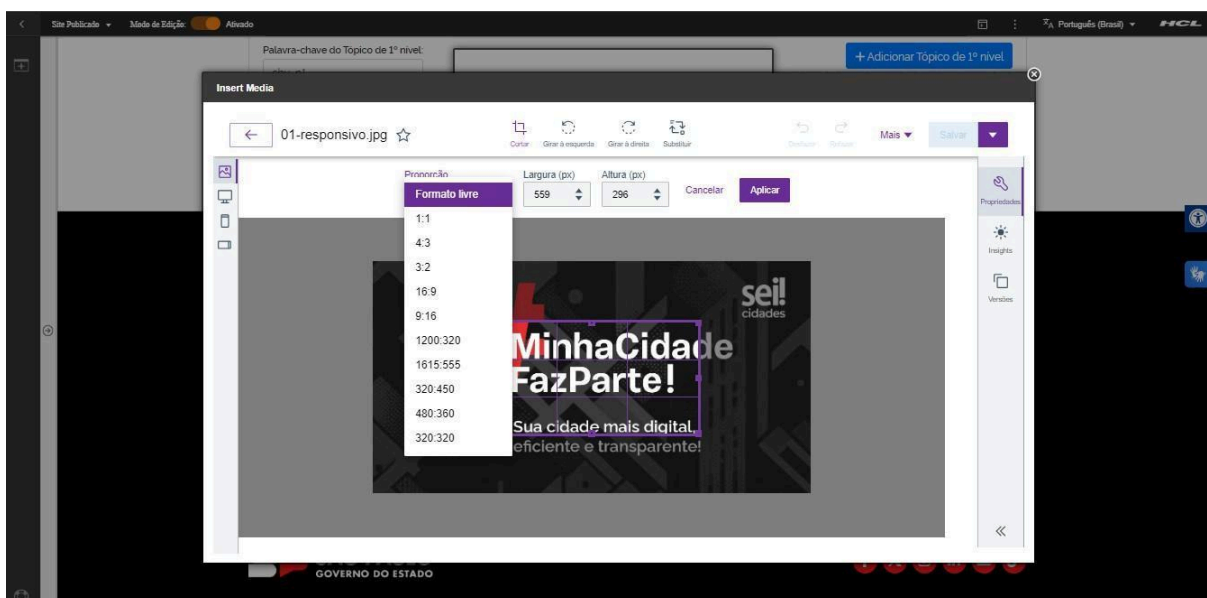 Site Publicado
Modo de Edição:
Ativado
Português (Brasil)
HCL
Palavra-chave do Tópico de 1º nível:
+ Adicionar Tópico de 1º nível
Insert Media
01-responsivo.jpg
Cortar
Girar à esquerda
Girar à direita
Substituir
Desfazer
Refazer
Mais
Salvar
Proporção
Largura (px)
Altura (px)
Formato livre
559
296
Cancelar
Aplicar
1:1
4:3
3:2
16:9
9:16
1200:320
1615:555
320:450
480:360
320:320
Propriedades
Insights
Versões
sei!
cidades
MinhaCidade
FazParte!
Sua cidade mais digital,
eficiente e transparente!
GOVERNO DO ESTADO